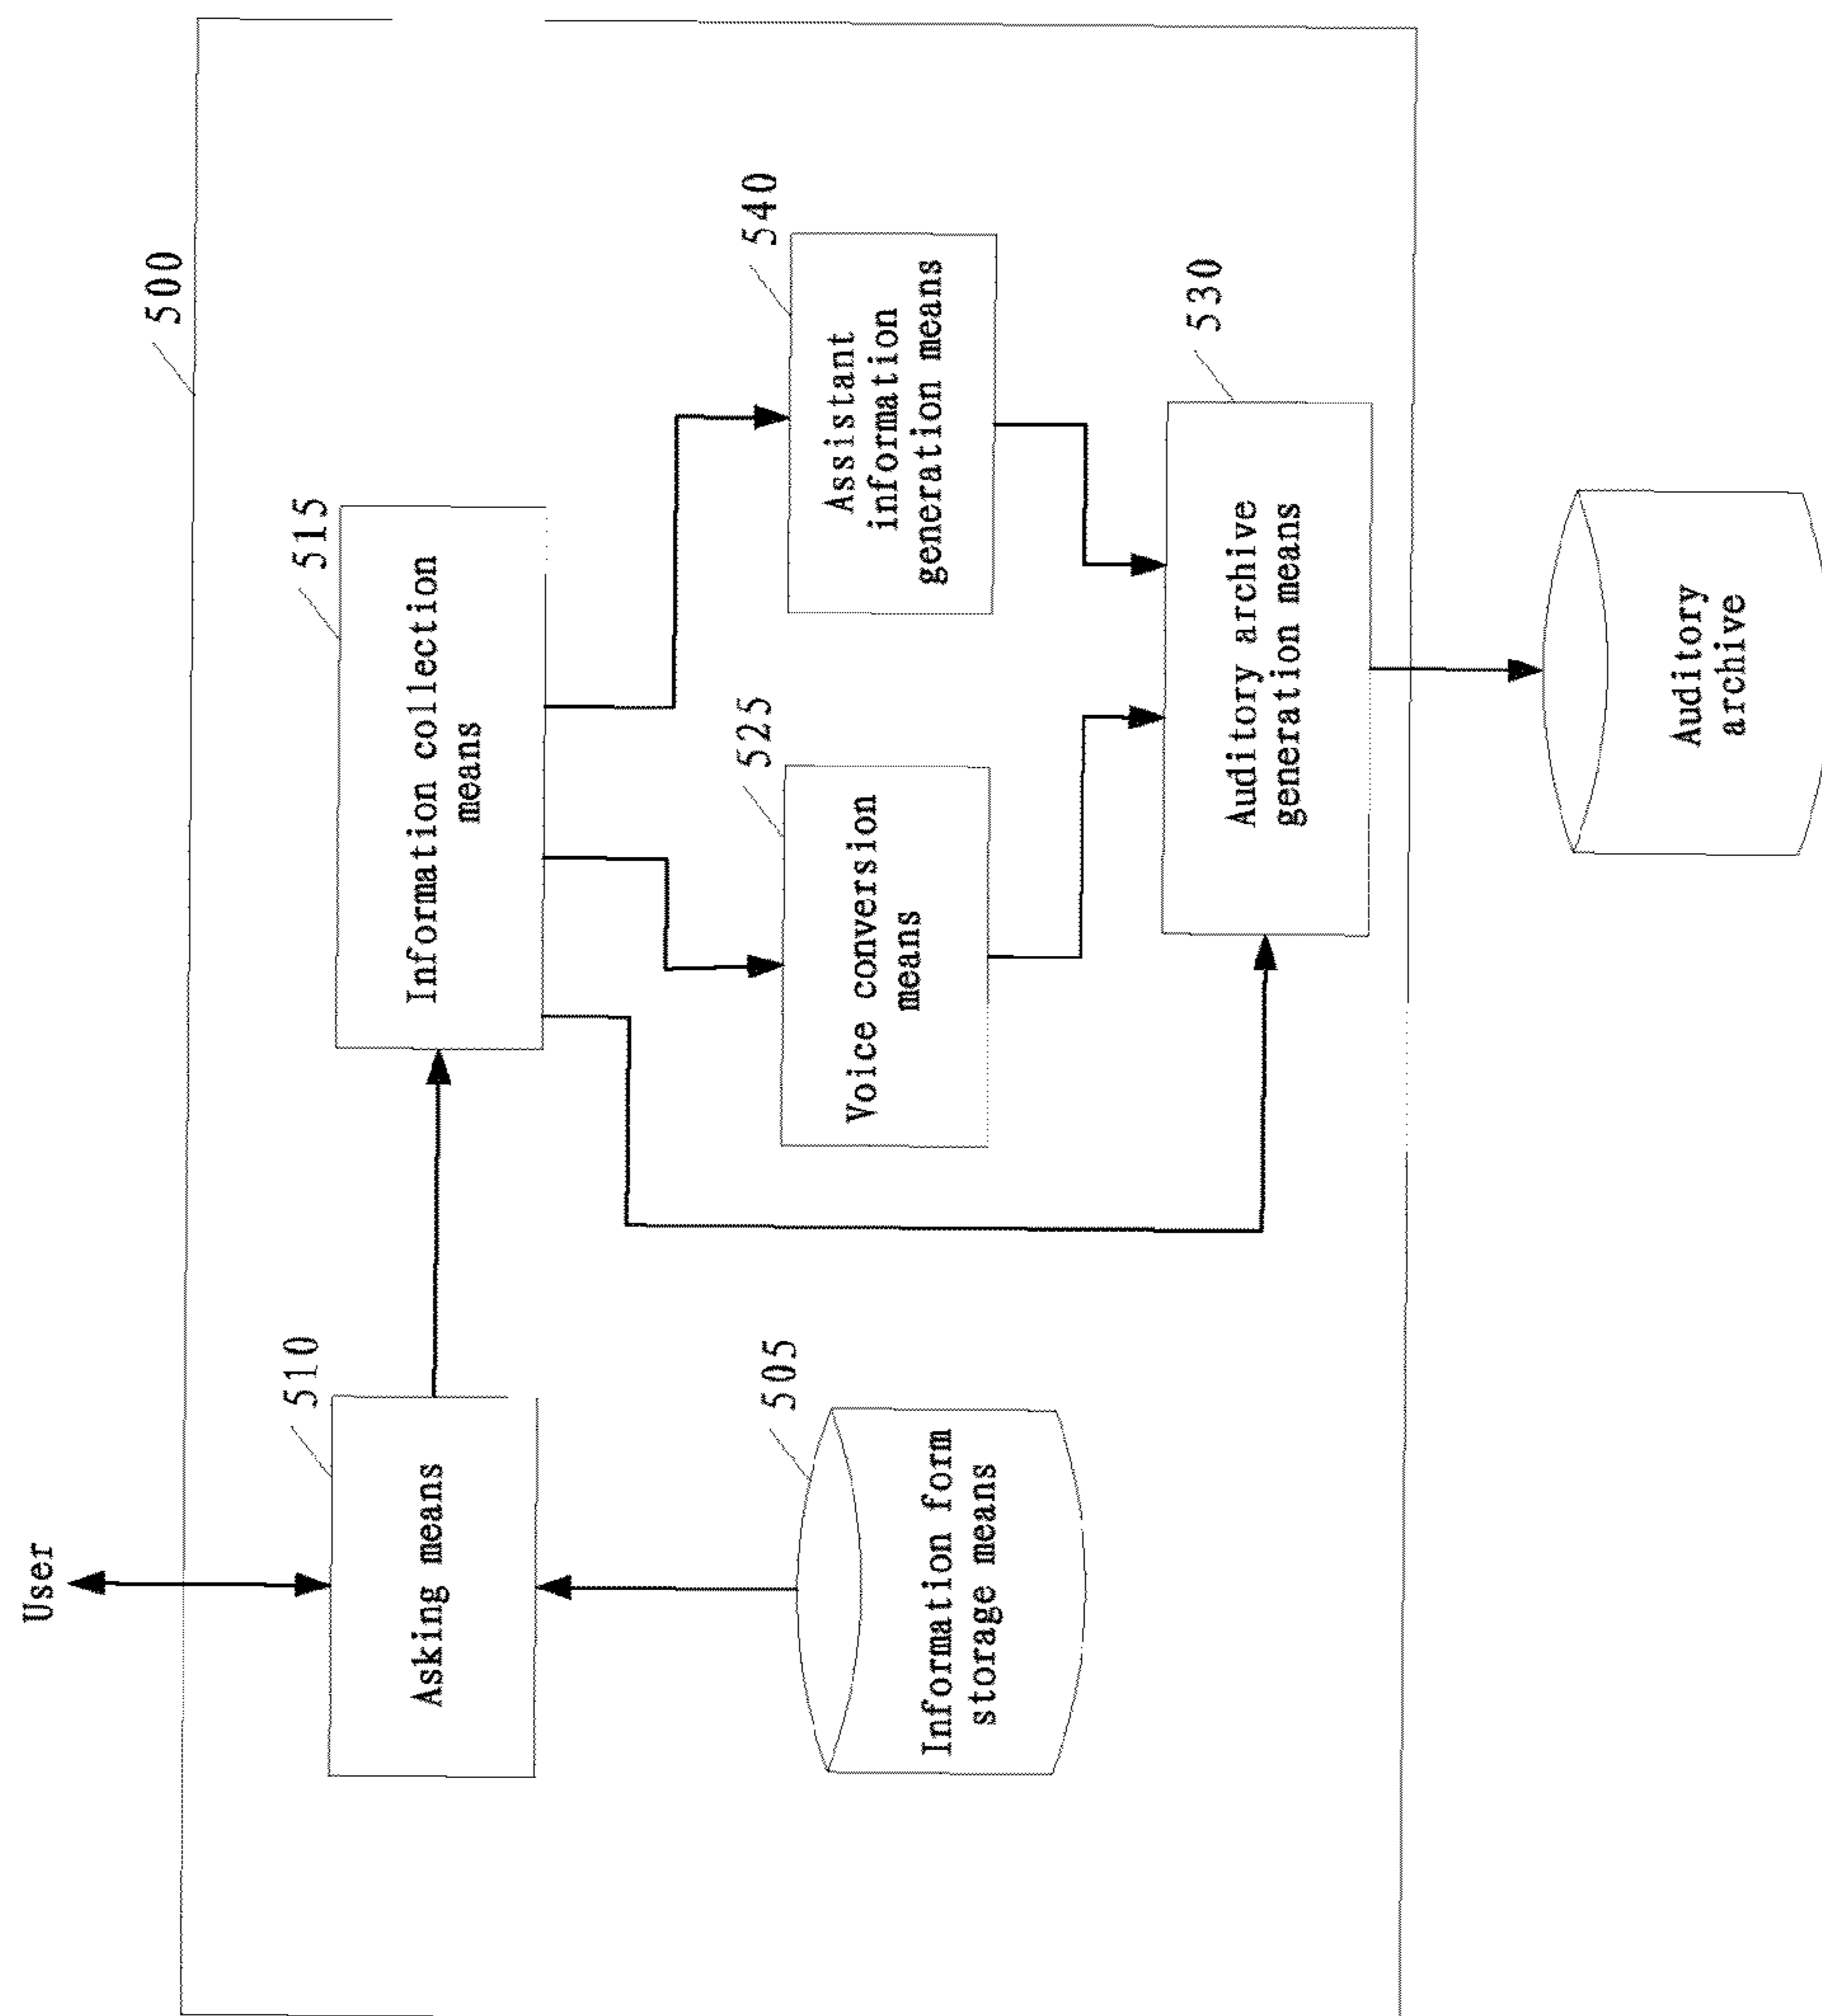 User
500
510
Asking means
515
Information collection
means
505
Information form
storage means
525
Voice conversion
means
540
Assistant
information
generation means
530
Auditory archive
generation means
Auditory
archive